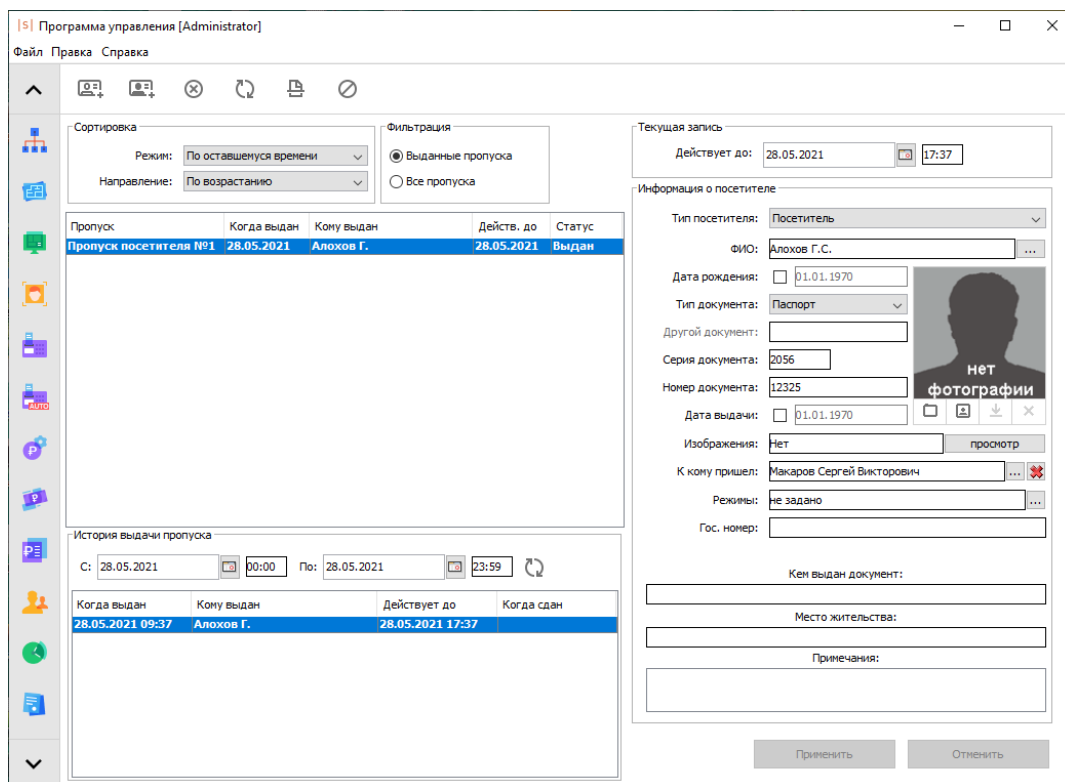 |S| Программа управления [Administrator]
Файл Правка Справка
Сортировка
Режим: По оставшемуся времени
Направление: По возрастанию
Фильтрация
Выданные пропуска
Все пропуска
Пропуск Когда выдан Кому выдан Действ. до Статус
Пропуск посетителя №1 28.05.2021 Алохов Г. 28.05.2021 Выдан
История выдачи пропуска
С: 28.05.2021 00:00 По: 28.05.2021 23:59
Когда выдан Кому выдан Действует до Когда сдан
28.05.2021 09:37 Алохов Г. 28.05.2021 17:37
Текущая запись
Действует до: 28.05.2021 17:37
Информация о посетителе
Тип посетителя: Посетитель
ФИО: Алохов Г.С. ...
Дата рождения: 01.01.1970
Тип документа: Паспорт
Другой документ:
Серия документа: 2056
Номер документа: 12325
Дата выдачи: 01.01.1970
нет
фотографии
Изображения: Нет просмотр
К кому пришел: Макаров Сергей Викторович ...
Режимы: не задано ...
Гос. номер:
Кем выдан документ:
Место жительства:
Примечания:
Применить Отменить
AUTO